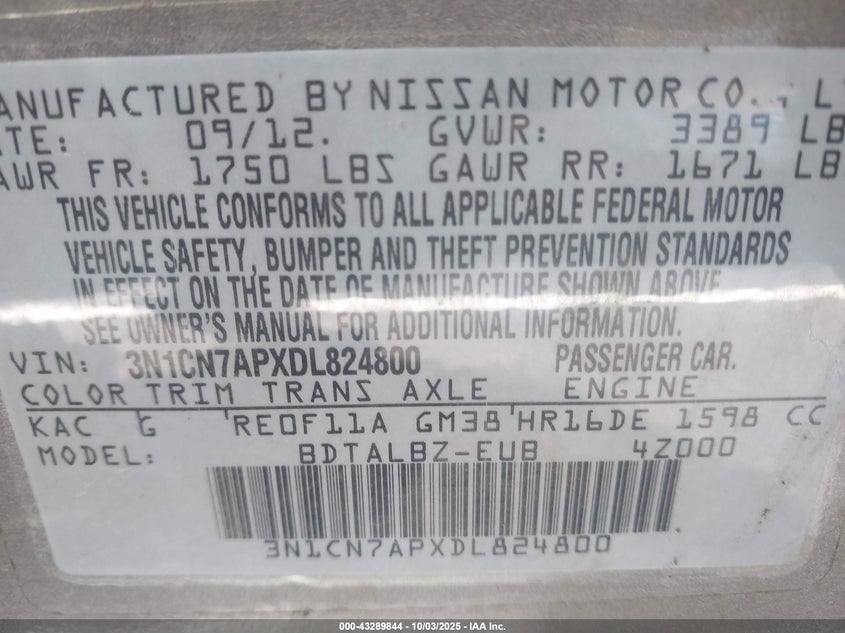 ANUFACTURED BY NISSAN MOTOR CO., LT
TE: 09/12. GVWR: 3389 LB
AWR FR: 1750 LBS GAWR RR: 1671 LB
THIS VEHICLE CONFORMS TO ALL APPLICABLE FEDERAL MOTOR
VEHICLE SAFETY, BUMPER AND THEFT PREVENTION STANDARDS
IN EFFECT ON THE DATE OF MANUFACTURE SHOWN ABOVE
SEE OWNER'S MANUAL FOR ADDITIONAL INFORMATION.
VIN: 3N1CN7APXDL824800 PASSENGER CAR.
COLOR TRIM TRANS AXLE ENGINE
KAC G RE0F11A GM38 HR16DE 1598 CC
MODEL: BDTALBZ-EUB 4Z000
3N1CN7APXDL824800
000-43289844 - 10/03/2025 - IAA Inc.